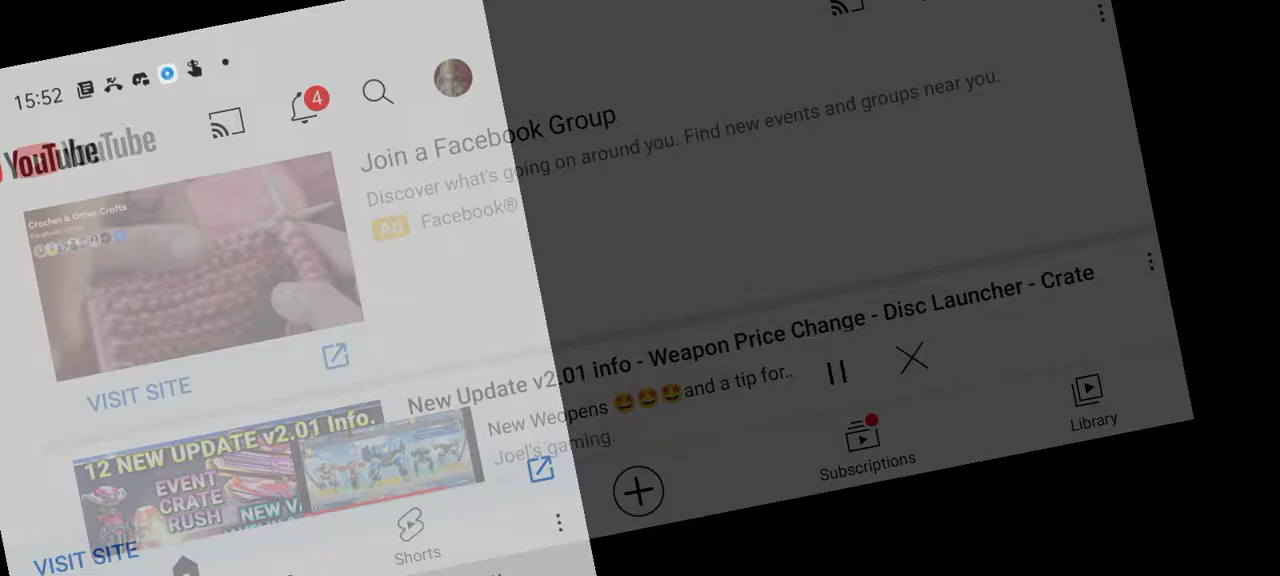 15:52
4
YouTube
YouTube
Crochet & Other Crafts
Join a Facebook Group
Discover what's going on around you. Find new events and groups near you.
Ad Facebook®
VISIT SITE
12 NEW UPDATE v2.01 Info.
EVENT
CRATE
RUSH
NEW
New Update v2.01 info - Weapon Price Change - Disc Launcher - Crate
New Weopens 🤩🤩🤩and a tip for..
Joel's gaming.
VISIT SITE
Shorts
Subscriptions
Library